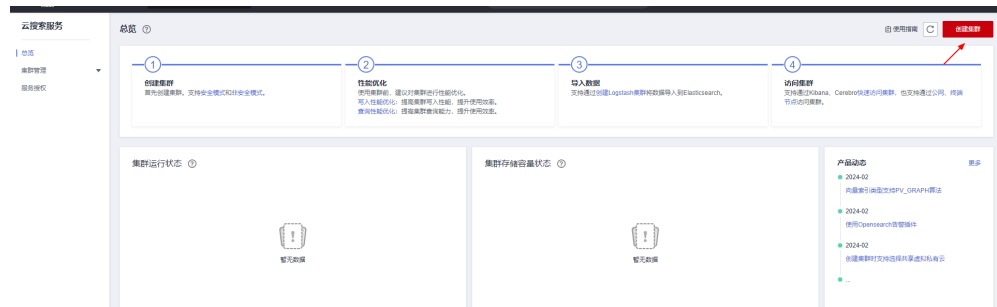 云搜索服务
总览
使用指南
创建集群
总览
集群管理
服务授权
1
创建集群
首先创建集群。支持安全模式和非安全模式。
2
性能优化
使用集群前，建议对集群进行性能优化。
写入性能优化：提高集群写入性能，提升使用效率。
查询性能优化：提高集群查询能力，提升使用效率。
3
导入数据
支持通过创建Logstash集群将数据导入到Elasticsearch。
4
访问集群
支持通过Kibana、Cerebro快速访问集群，也支持通过公网、终端
节点访问集群。
集群运行状态
暂无数据
集群存储容量状态
暂无数据
产品动态 更多
2024-02
向量索引类型支持PV_GRAPH算法
2024-02
使用Opensearch告警插件
2024-02
创建集群时支持选择共享虚拟私有云
...